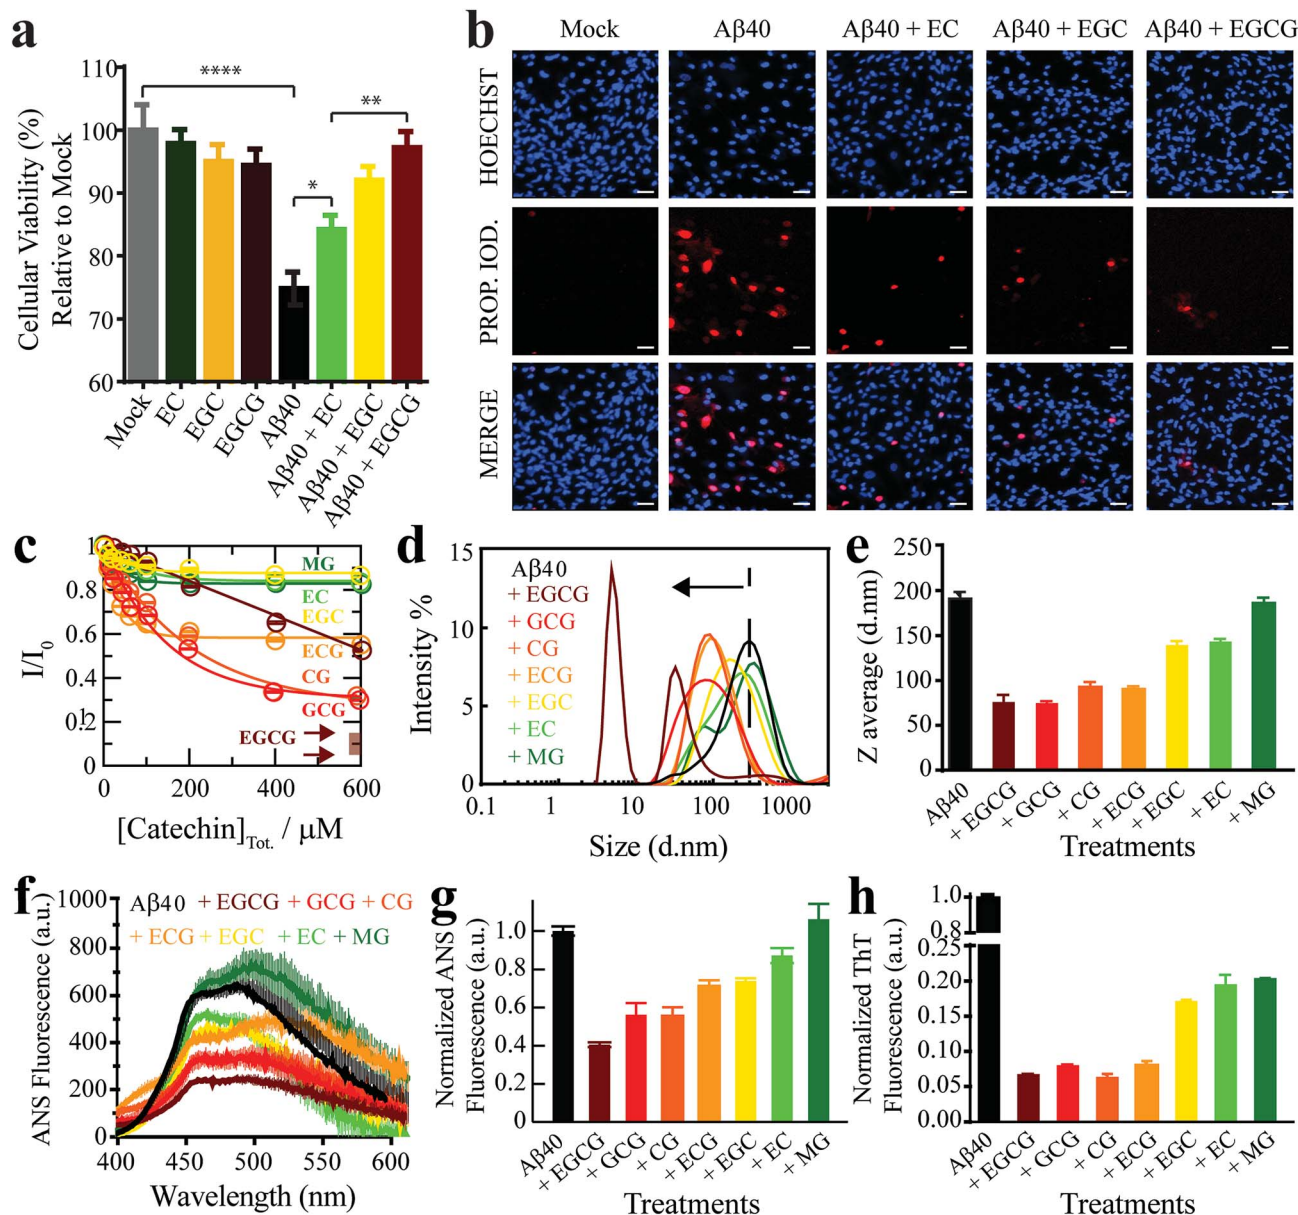 a
Cellular Viability (%)
Relative to Mock
110
100
90
80
70
60
****
**
*
Mock
EC
EGC
EGCG
Aβ40
Aβ40 + EC
Aβ40 + EGC
Aβ40 + EGCG
b
Mock
Aβ40
Aβ40 + EC
Aβ40 + EGC
Aβ40 + EGCG
HOECHST
PROP. IOD.
MERGE
c
I/I0
1
0.8
0.6
0.4
0.2
0
MG
EC
EGC
ECG
CG
GCG
EGCG
0
200
400
600
[Catechin]Tot. / μM
d
Intensity %
15
10
5
0
Aβ40
+ EGCG
+ GCG
+ CG
+ ECG
+ EGC
+ EC
+ MG
0.1
1
10
100
1000
Size (d.nm)
e
Z average (d.nm)
250
200
150
100
50
0
Aβ40
+ EGCG
+ GCG
+ CG
+ ECG
+ EGC
+ EC
+ MG
Treatments
f
ANS Fluorescence (a.u.)
1000
800
600
400
200
0
Aβ40 + EGCG + GCG + CG
+ ECG + EGC + EC + MG
400
450
500
550
600
Wavelength (nm)
g
Normalized ANS
Fluorescence (a.u.)
1.0
0.8
0.6
0.4
0.2
0
Aβ40
+ EGCG
+ GCG
+ CG
+ ECG
+ EGC
+ EC
+ MG
Treatments
h
Normalized ThT
Fluorescence (a.u.)
1.0
0.8
0.25
0.20
0.15
0.10
0.05
0.00
Aβ40
+ EGCG
+ GCG
+ CG
+ ECG
+ EGC
+ EC
+ MG
Treatments